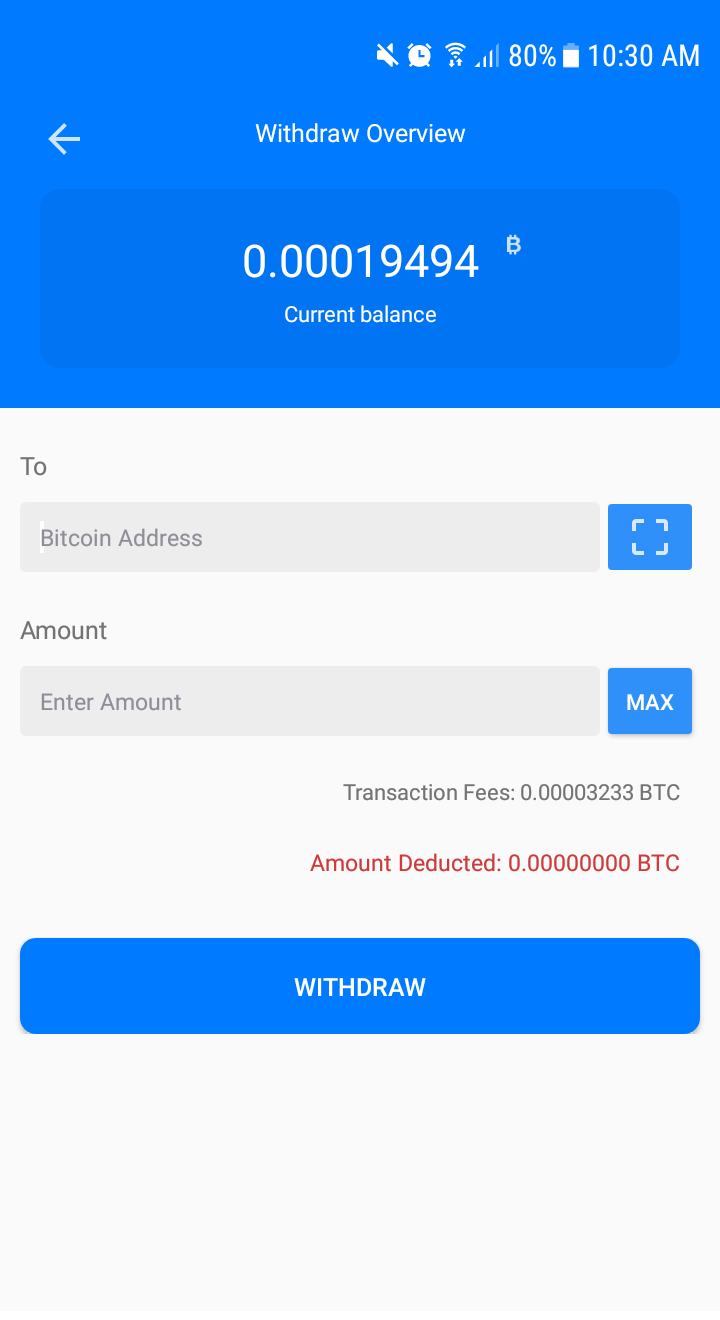 80% 10:30 AM
Withdraw Overview
0.00019494 ₿
Current balance
To
Bitcoin Address
Amount
Enter Amount
MAX
Transaction Fees: 0.00003233 BTC
Amount Deducted: 0.00000000 BTC
WITHDRAW